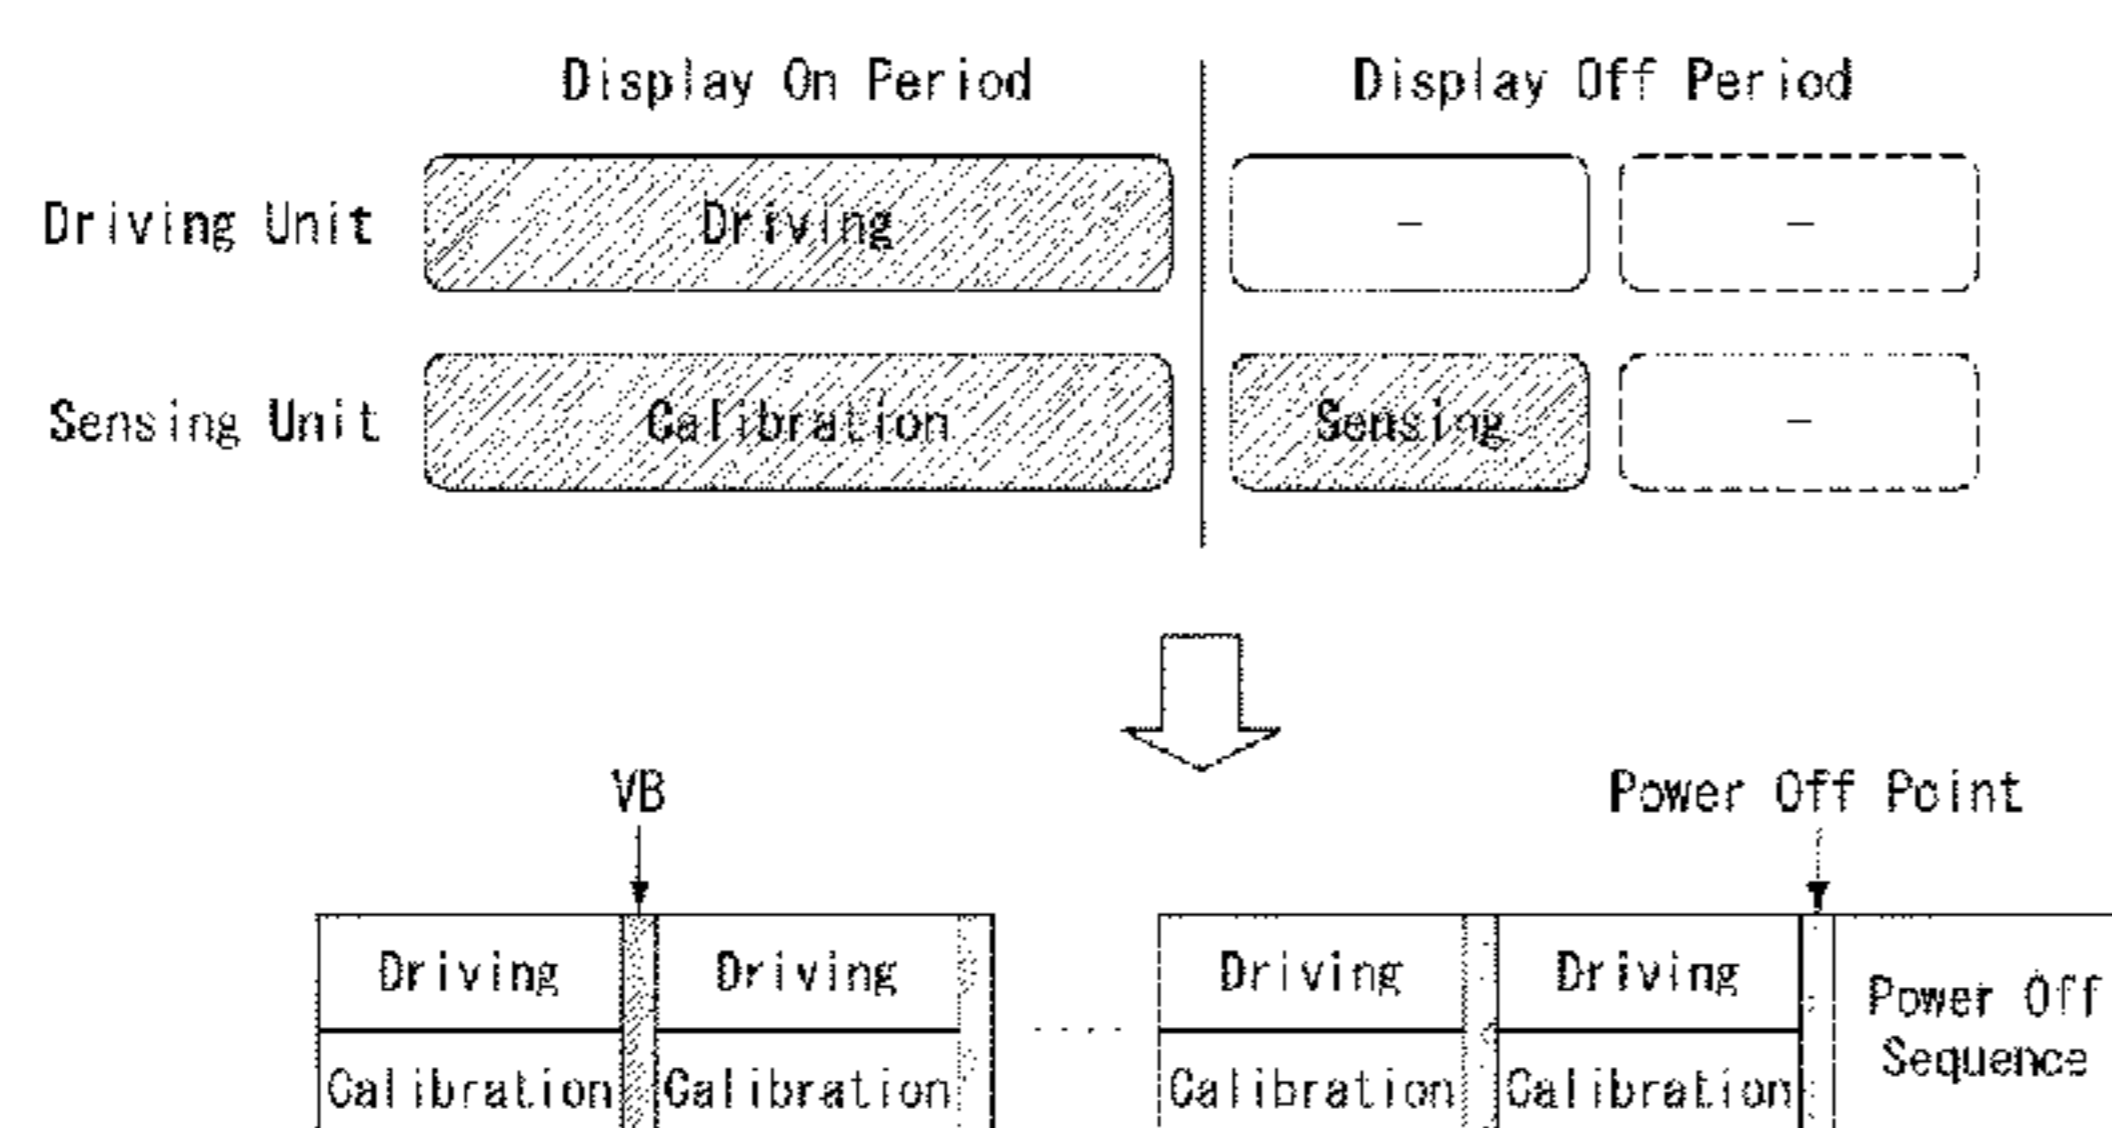 Display On Period Display Off Period
Driving Unit Driving - -
Sensing Unit Calibration Sensing -
VB Power Off Point
Driving Driving Driving Driving Power Off
Calibration Calibration .... Calibration Calibration Sequence